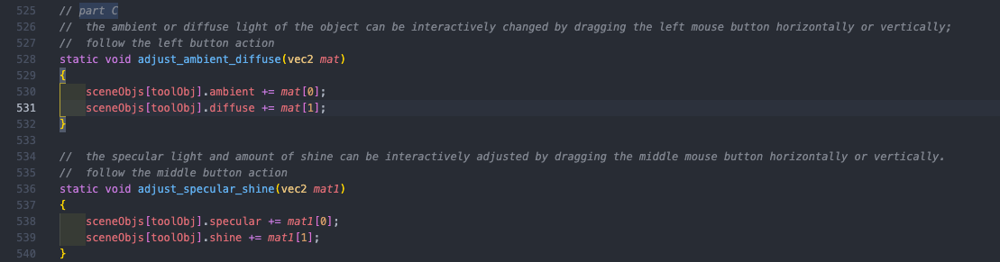 525 // part C
526 //  the ambient or diffuse light of the object can be interactively changed by dragging the left mouse button horizontally or vertically;
527 //  follow the left button action
528 static void adjust_ambient_diffuse(vec2 mat)
529 {
530     sceneObjs[toolObj].ambient += mat[0];
531     sceneObjs[toolObj].diffuse += mat[1];
532 }
533
534 //  the specular light and amount of shine can be interactively adjusted by dragging the middle mouse button horizontally or vertically.
535 //  follow the middle button action
536 static void adjust_specular_shine(vec2 mat1)
537 {
538     sceneObjs[toolObj].specular += mat1[0];
539     sceneObjs[toolObj].shine += mat1[1];
540 }